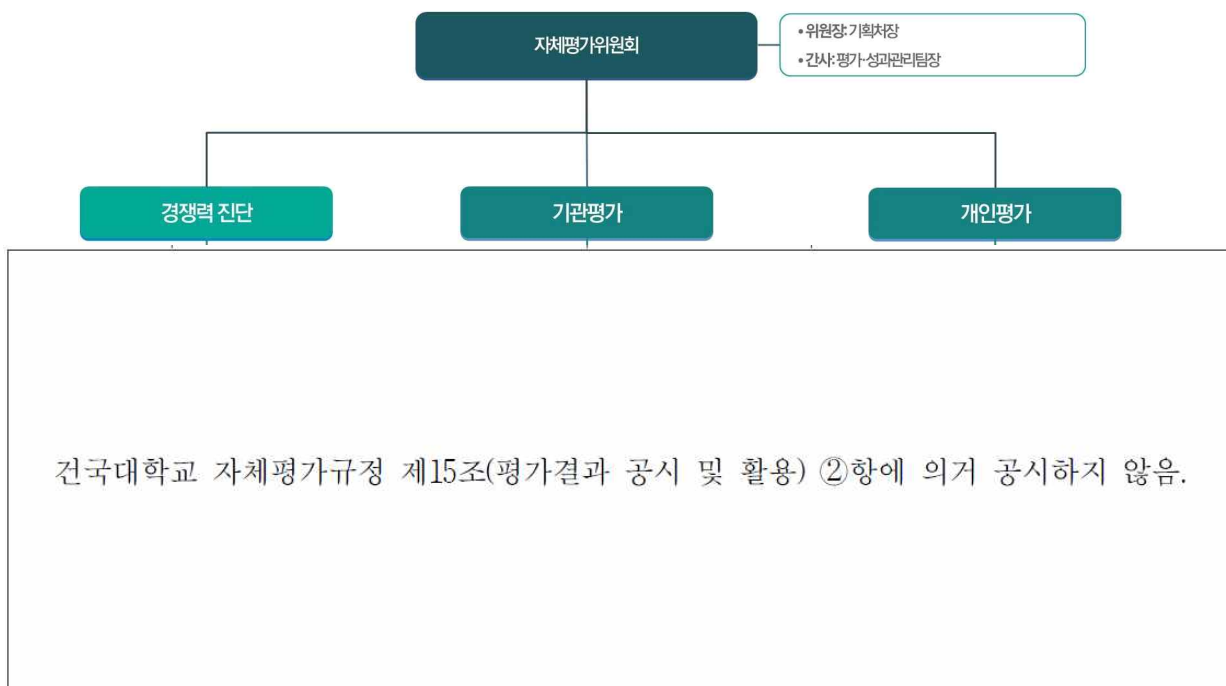 자체평가위원회
• 위원장: 기획처장
• 간사: 평가·성과관리팀장
경쟁력 진단
기관평가
개인평가
건국대학교 자체평가규정 제15조(평가결과 공시 및 활용) ②항에 의거 공시하지 않음.